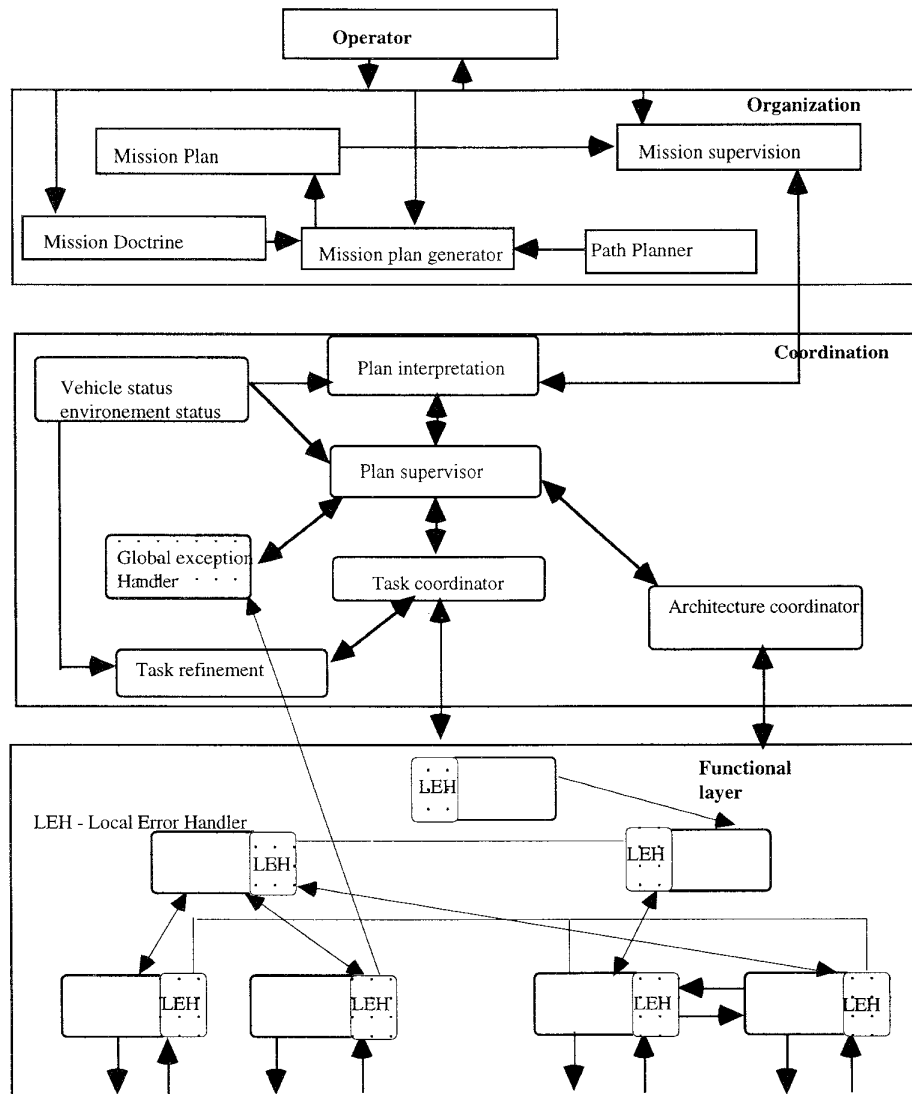 Operator
Organization
Mission Plan
Mission supervision
Mission Doctrine
Mission plan generator
Path Planner
Coordination
Plan interpretation
Vehicle status
environement status
Plan supervisor
Global exception
Handler
Task coordinator
Architecture coordinator
Task refinement
Functional
layer
LEH
LEH - Local Error Handler
LEH
LEH
LEH
LEH
LEH
LEH